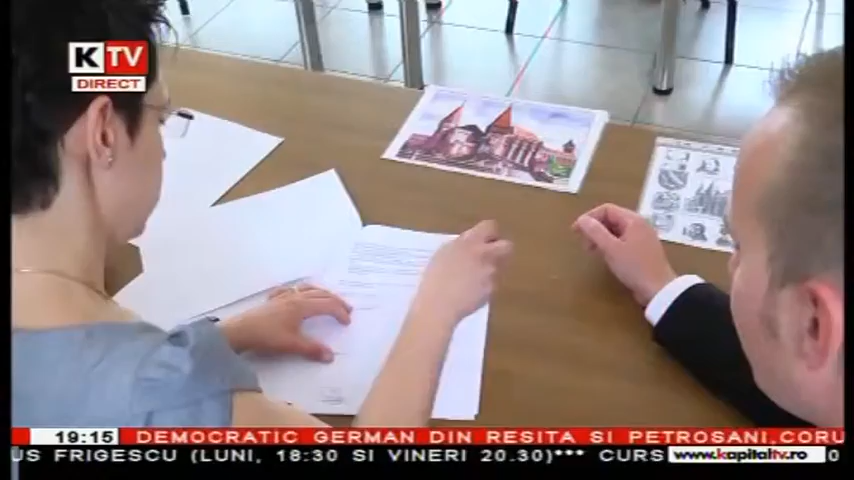 KTV
DIRECT
19:15 DEMOCRATIC GERMAN DIN RESITA SI PETROSANI,CORU
US FRIGESCU (LUNI, 18:30 SI VINERI 20.30)*** CURS
www.kapitaltv.ro